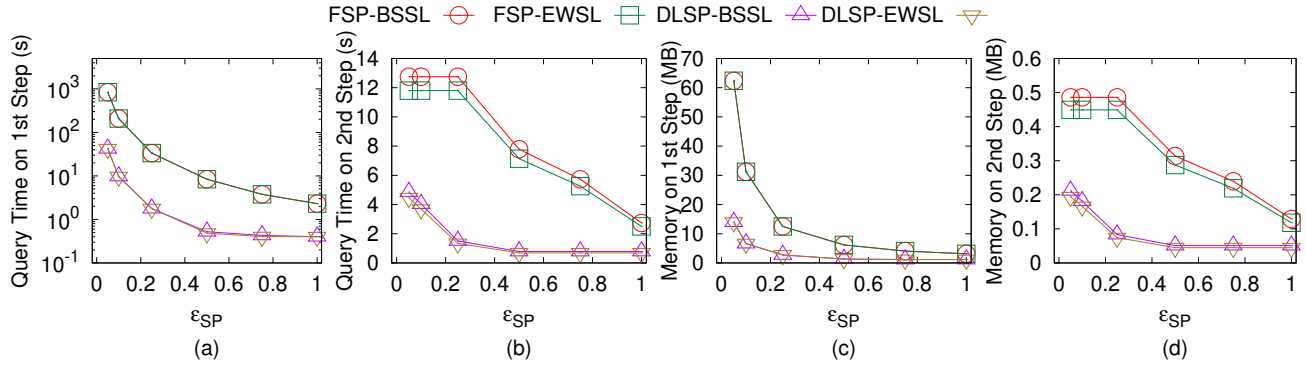 FSP-BSSL FSP-EWSL DLSP-BSSL DLSP-EWSL
Query Time on 1st Step (s)
10^3
10^2
10^1
10^0
10^-1
0 0.2 0.4 0.6 0.8 1
ε_SP
(a)
Query Time on 2nd Step (s)
14
12
10
8
6
4
2
0
0 0.2 0.4 0.6 0.8 1
ε_SP
(b)
Memory on 1st Step (MB)
70
60
50
40
30
20
10
0
0 0.2 0.4 0.6 0.8 1
ε_SP
(c)
Memory on 2nd Step (MB)
0.6
0.5
0.4
0.3
0.2
0.1
0.0
0 0.2 0.4 0.6 0.8 1
ε_SP
(d)